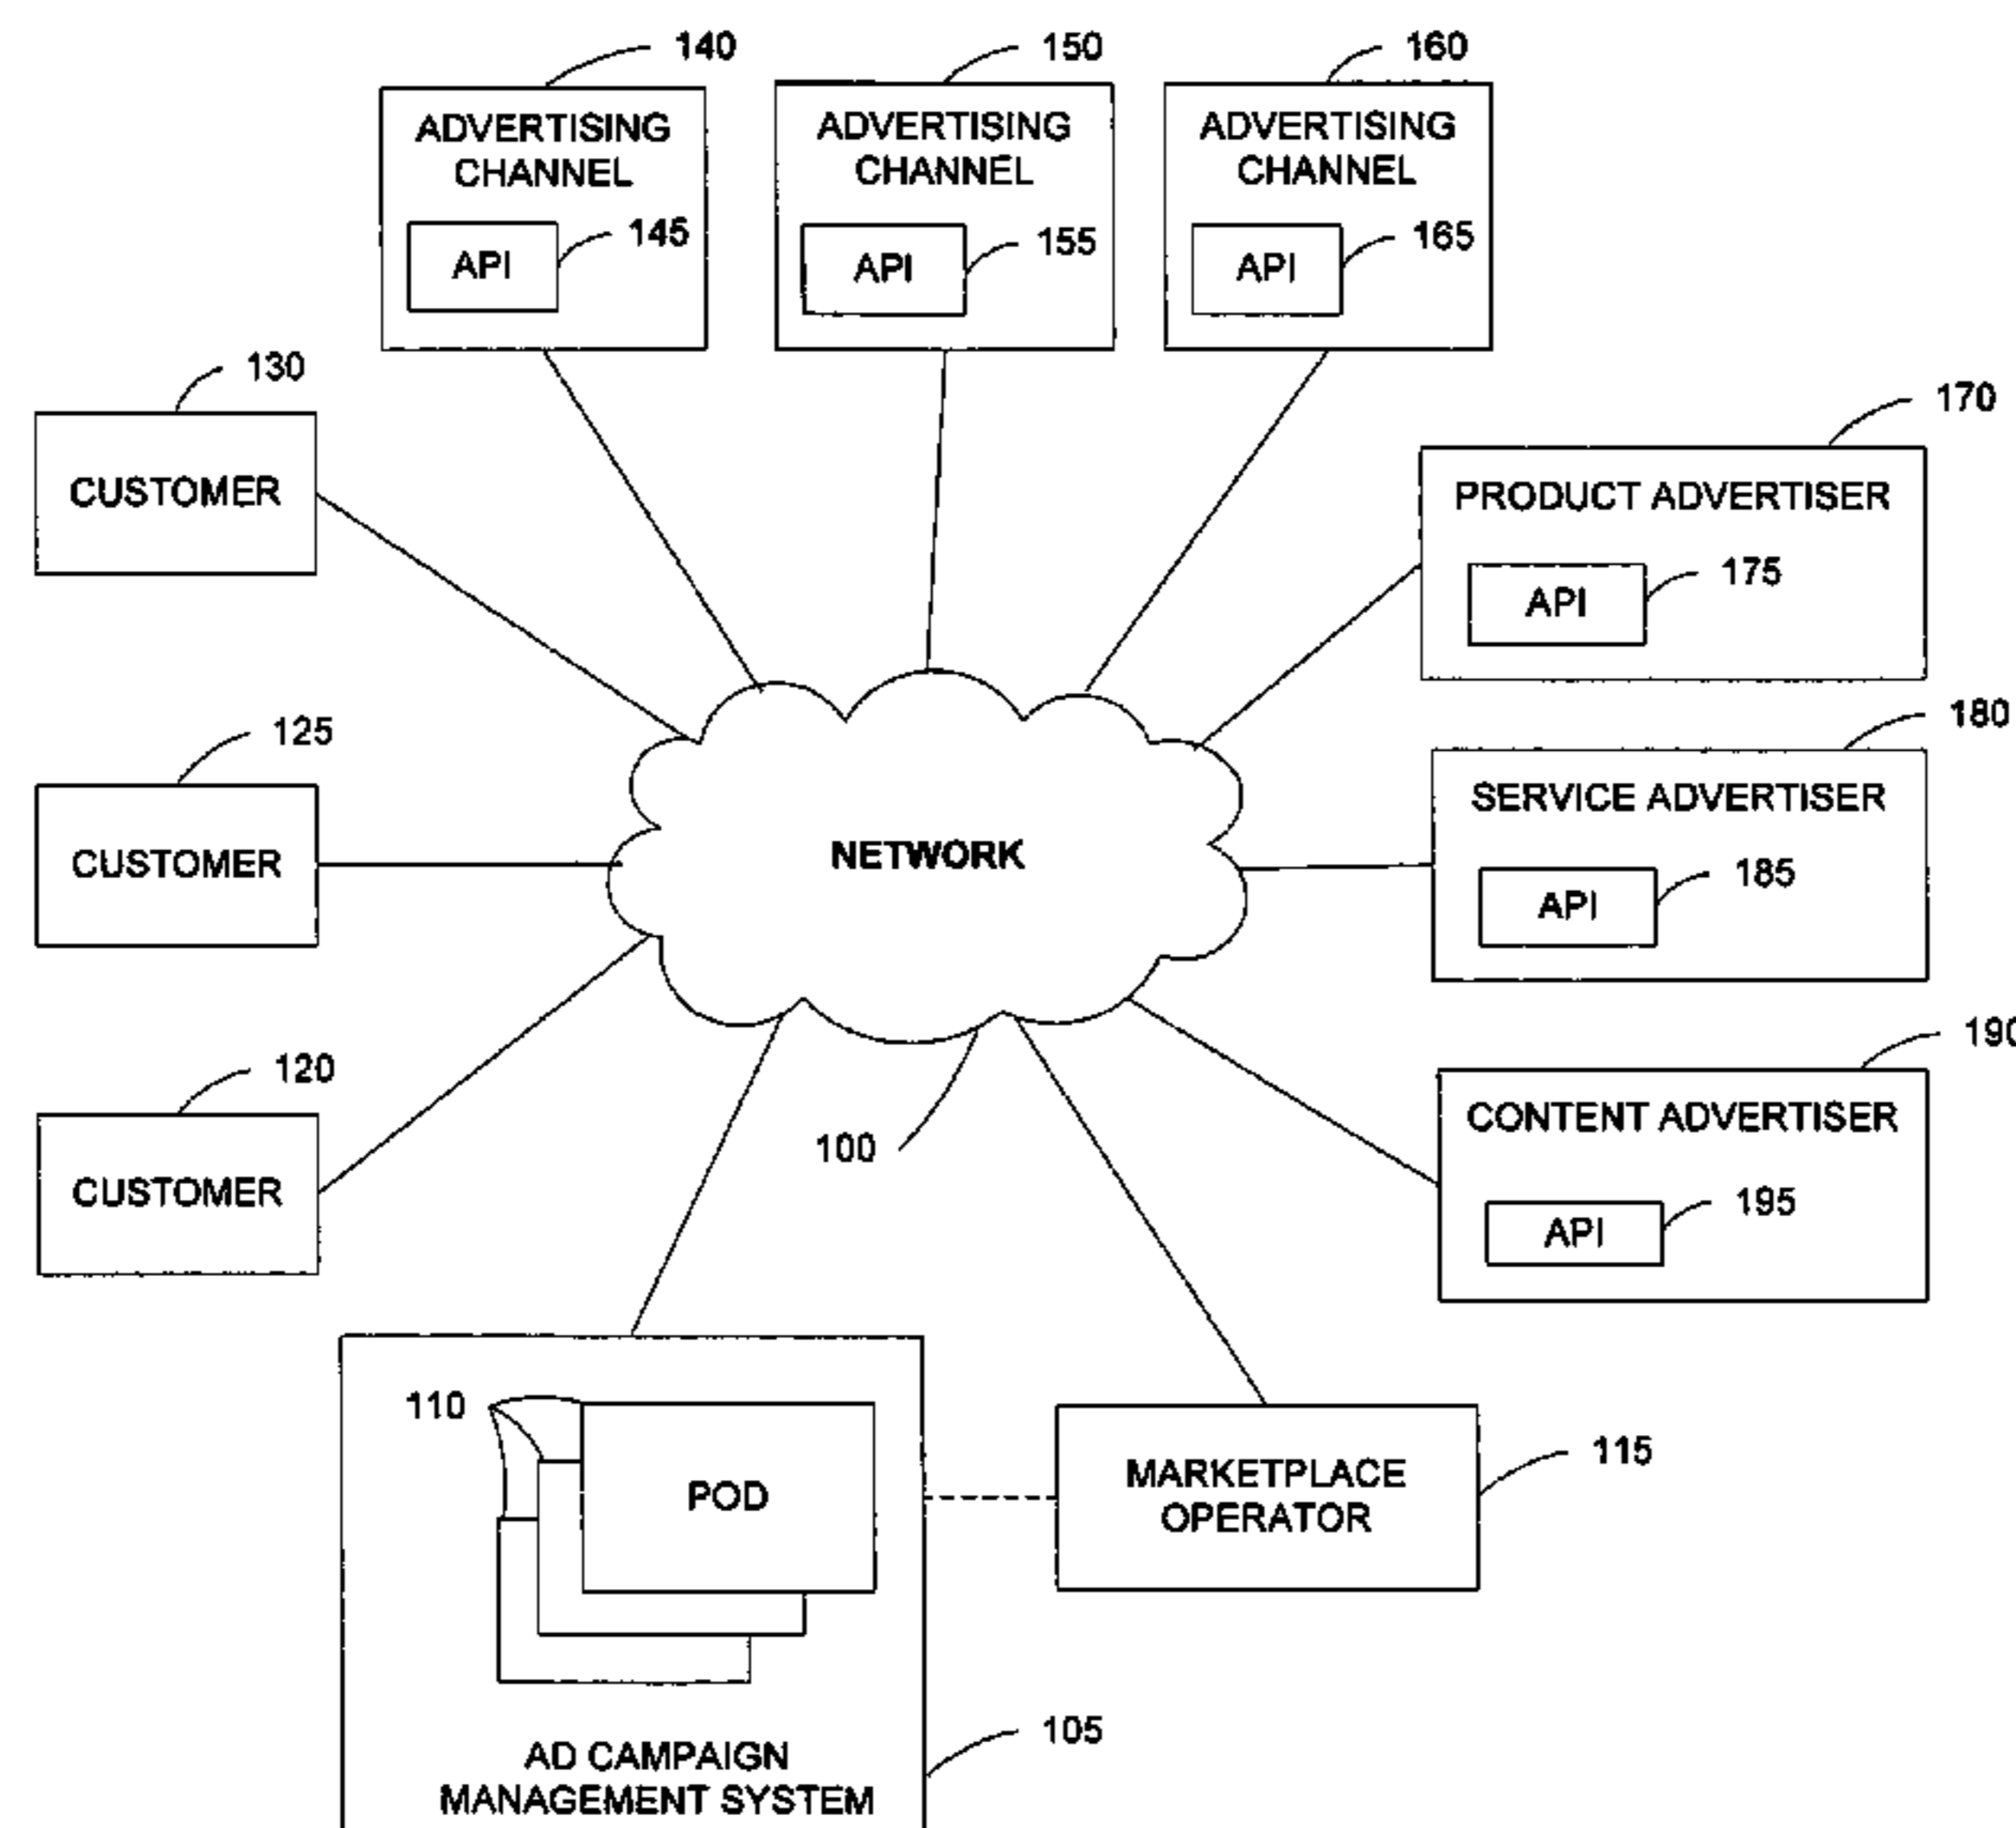 140
150
160
ADVERTISING
CHANNEL
API
145
ADVERTISING
CHANNEL
API
155
ADVERTISING
CHANNEL
API
165
130
CUSTOMER
170
PRODUCT ADVERTISER
API
175
125
CUSTOMER
NETWORK
180
SERVICE ADVERTISER
API
185
120
CUSTOMER
100
190
CONTENT ADVERTISER
API
195
110
POD
MARKETPLACE
OPERATOR
115
AD CAMPAIGN
MANAGEMENT SYSTEM
105